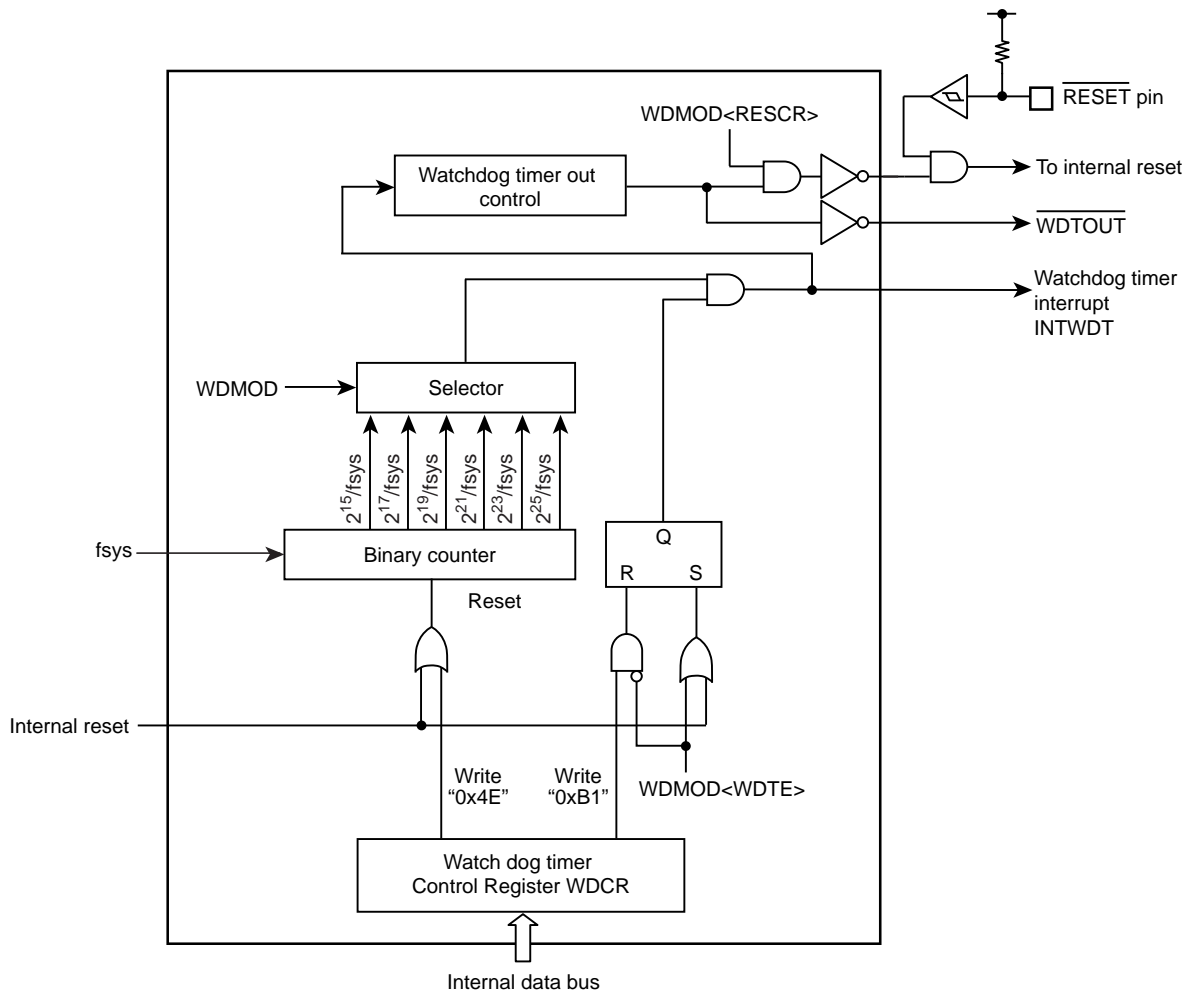 RESET pin
WDMOD<RESCR>
Watchdog timer out
control
To internal reset
WDTOUT
Watchdog timer
interrupt
INTWDT
WDMOD
Selector
2^15/fsys
2^17/fsys
2^19/fsys
2^21/fsys
2^23/fsys
2^25/fsys
fsys
Binary counter
Q
R
S
Reset
Internal reset
Write
“0x4E”
Write
“0xB1”
WDMOD<WDTE>
Watch dog timer
Control Register WDCR
Internal data bus